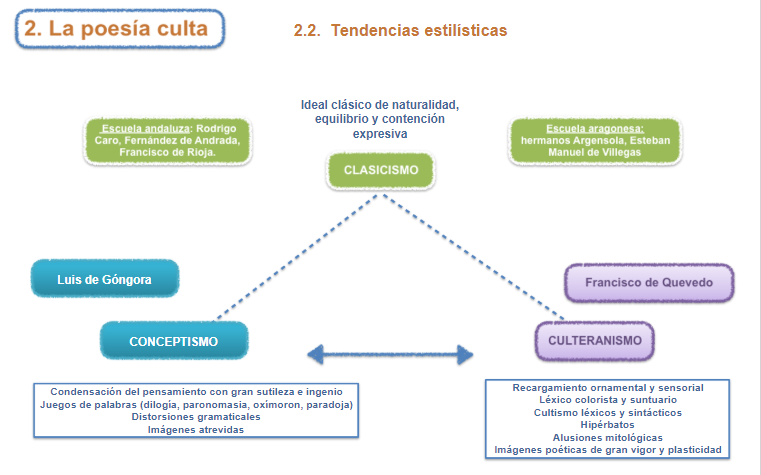 2. La poesía culta
2.2. Tendencias estilísticas
Ideal clásico de naturalidad,
equilibrio y contención
expresiva
Escuela andaluza: Rodrigo
Caro, Fernández de Andrada,
Francisco de Rioja.
Escuela aragonesa:
hermanos Argensola, Esteban
Manuel de Villegas
CLASICISMO
Luis de Góngora
Francisco de Quevedo
CONCEPTISMO
CULTERANISMO
Condensación del pensamiento con gran sutileza e ingenio
Juegos de palabras (dilogía, paronomasia, oxímoron, paradoja)
Distorsiones gramaticales
Imágenes atrevidas
Recargamiento ornamental y sensorial
Léxico colorista y suntuario
Cultismo léxicos y sintácticos
Hipérbatos
Alusiones mitológicas
Imágenes poéticas de gran vigor y plasticidad